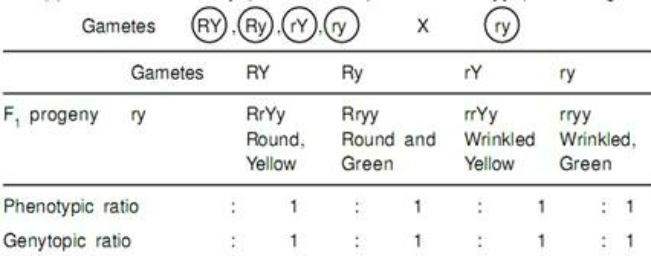 Gametes RY , Ry , rY , ry X ry
Gametes RY Ry rY ry
F1 progeny ry RrYy Rryy rrYy rryy
Round, Round and Wrinkled Wrinkled,
Yellow Green Yellow Green
Phenotypic ratio : 1 : 1 : 1 : 1
Genytopic ratio : 1 : 1 : 1 : 1